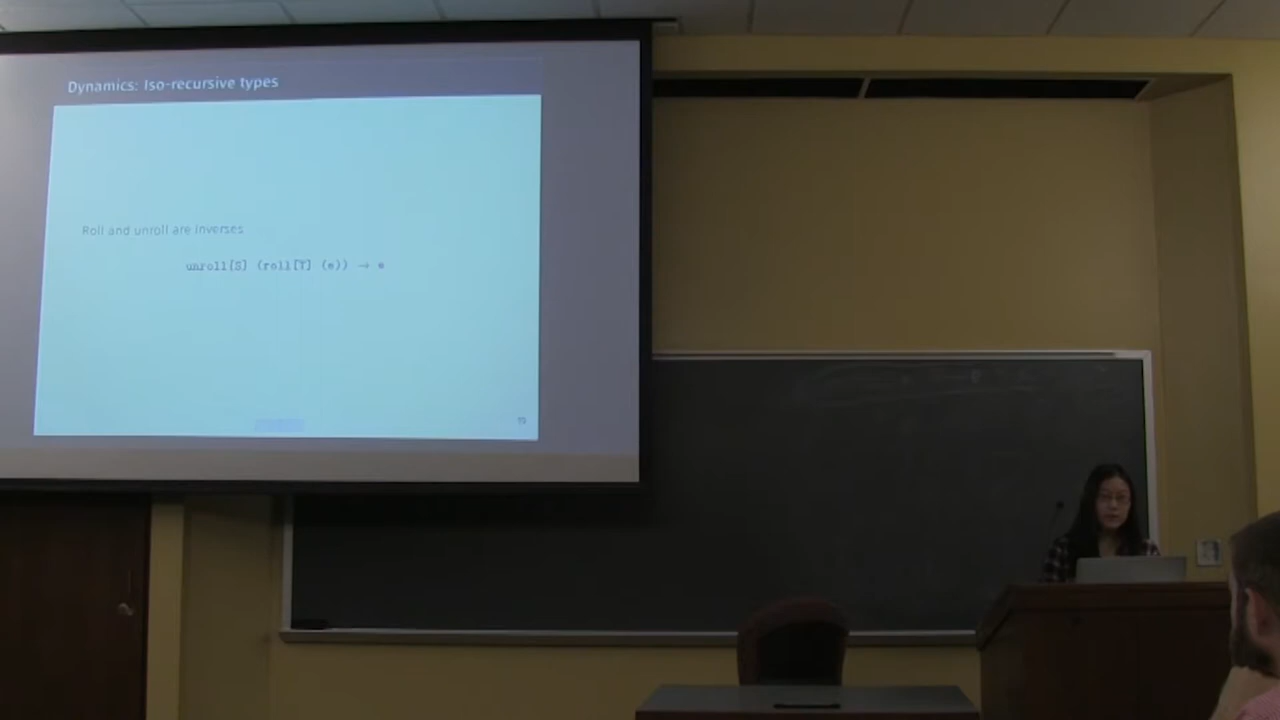 Dynamics: Iso-recursive types
Roll and unroll are inverses
unroll[S] (roll[T] (e)) → e